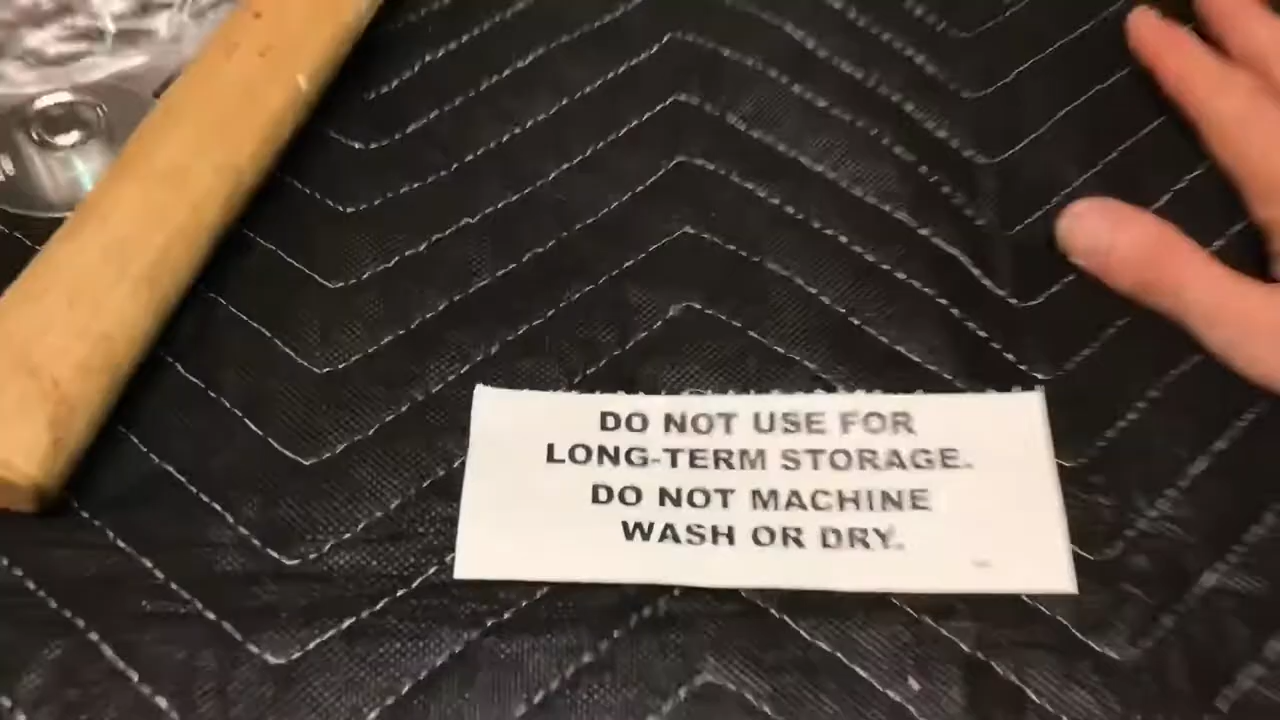 DO NOT USE FOR
LONG-TERM STORAGE.
DO NOT MACHINE
WASH OR DRY.